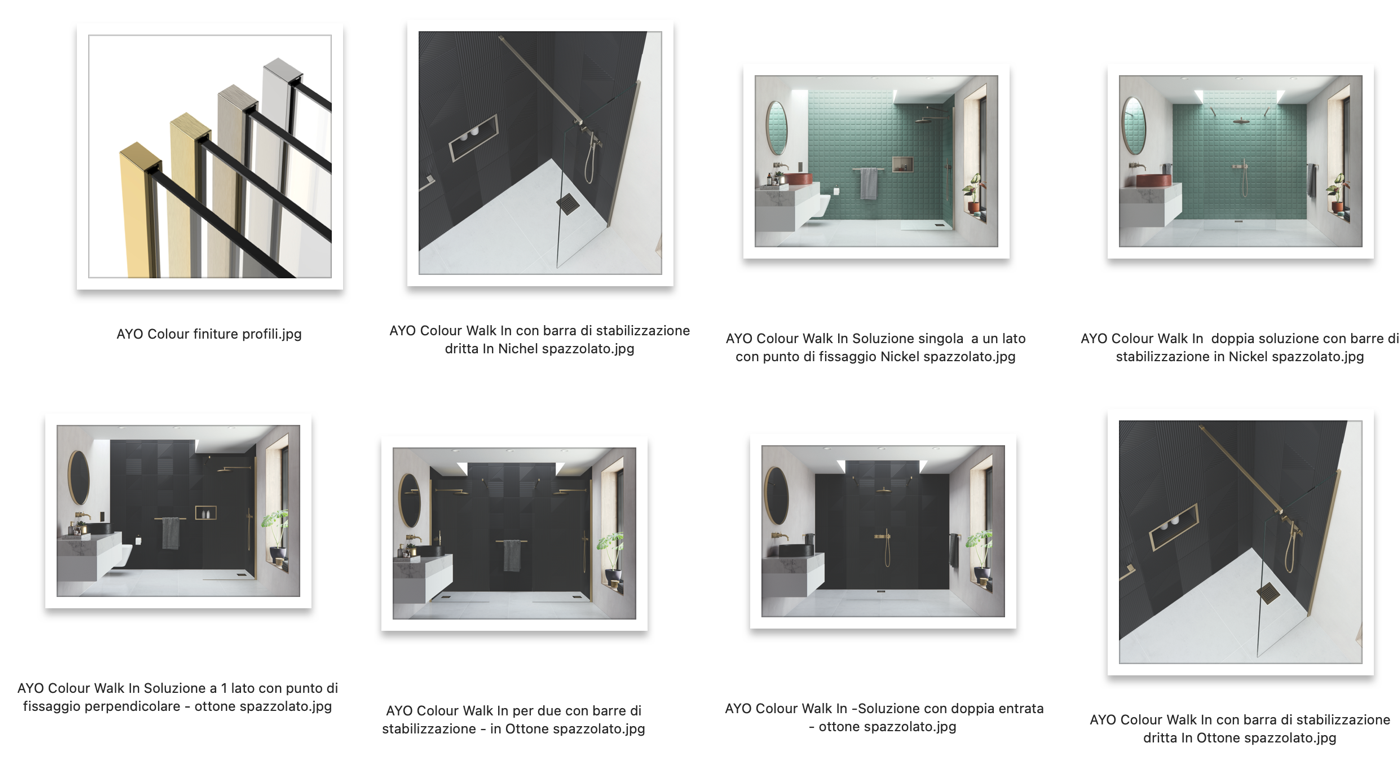 AYO Colour finiture profili.jpg
AYO Colour Walk In con barra di stabilizzazione
dritta In Nichel spazzolato.jpg
AYO Colour Walk In Soluzione singola  a un lato
con punto di fissaggio Nickel spazzolato.jpg
AYO Colour Walk In  doppia soluzione con barre di
stabilizzazione in Nickel spazzolato.jpg
AYO Colour Walk In Soluzione a 1 lato con punto di
fissaggio perpendicolare - ottone spazzolato.jpg
AYO Colour Walk In per due con barre di
stabilizzazione - in Ottone spazzolato.jpg
AYO Colour Walk In -Soluzione con doppia entrata
- ottone spazzolato.jpg
AYO Colour Walk In con barra di stabilizzazione
dritta In Ottone spazzolato.jpg